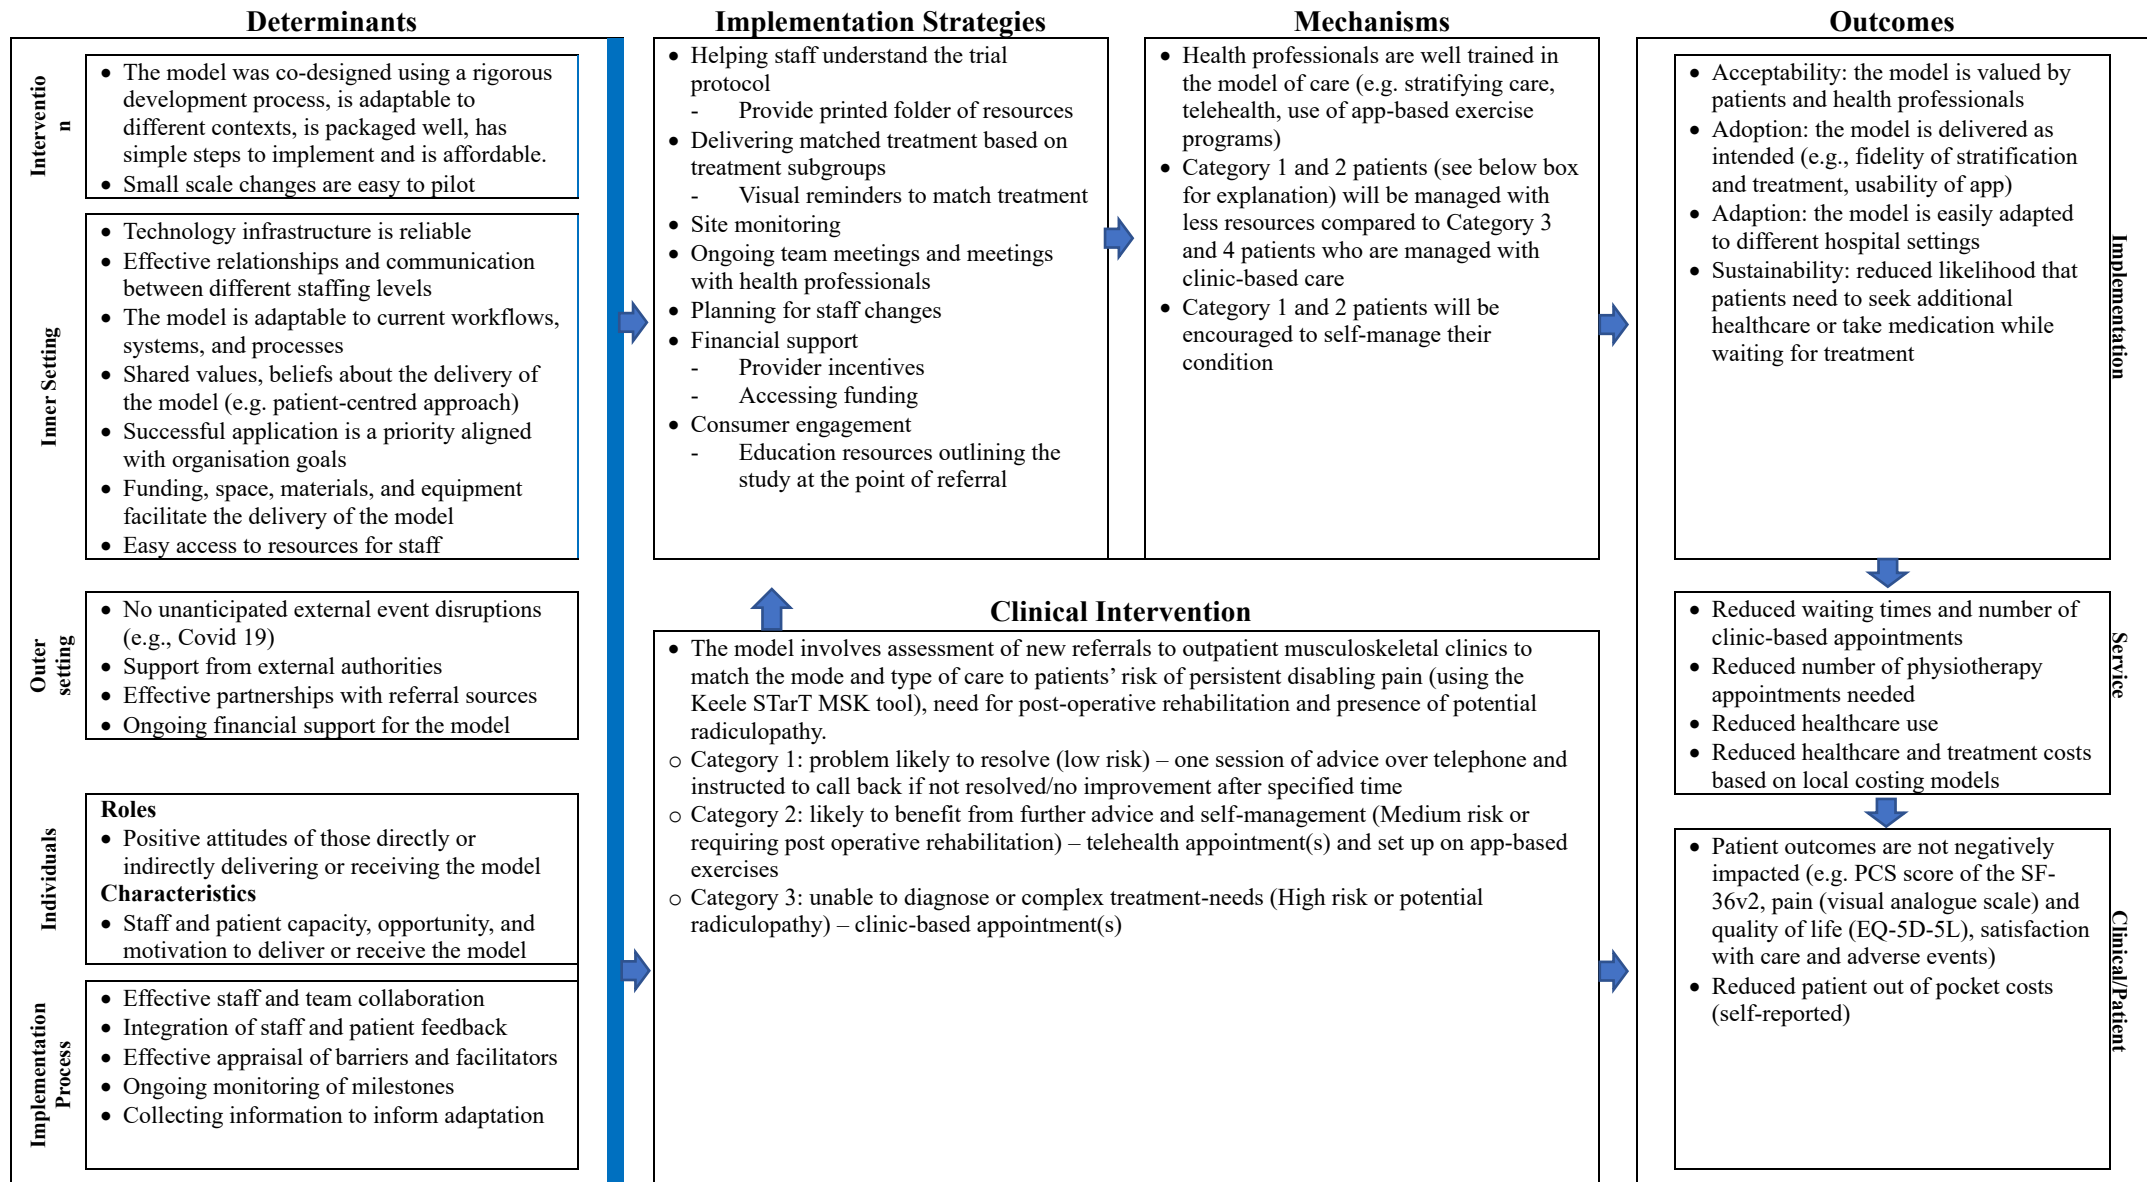 Determinants
Interventio
n
• The model was co-designed using a rigorous
development process, is adaptable to
different contexts, is packaged well, has
simple steps to implement and is affordable.
• Small scale changes are easy to pilot
Inner Setting
• Technology infrastructure is reliable
• Effective relationships and communication
between different staffing levels
• The model is adaptable to current workflows,
systems, and processes
• Shared values, beliefs about the delivery of
the model (e.g. patient-centred approach)
• Successful application is a priority aligned
with organisation goals
• Funding, space, materials, and equipment
facilitate the delivery of the model
• Easy access to resources for staff
Outer
setting
• No unanticipated external event disruptions
(e.g., Covid 19)
• Support from external authorities
• Effective partnerships with referral sources
• Ongoing financial support for the model
Individuals
Roles
• Positive attitudes of those directly or
indirectly delivering or receiving the model
Characteristics
• Staff and patient capacity, opportunity, and
motivation to deliver or receive the model
Implementation
Process
• Effective staff and team collaboration
• Integration of staff and patient feedback
• Effective appraisal of barriers and facilitators
• Ongoing monitoring of milestones
• Collecting information to inform adaptation
Implementation Strategies
• Helping staff understand the trial
protocol
- Provide printed folder of resources
• Delivering matched treatment based on
treatment subgroups
- Visual reminders to match treatment
• Site monitoring
• Ongoing team meetings and meetings
with health professionals
• Planning for staff changes
• Financial support
- Provider incentives
- Accessing funding
• Consumer engagement
- Education resources outlining the
study at the point of referral
Mechanisms
• Health professionals are well trained in
the model of care (e.g. stratifying care,
telehealth, use of app-based exercise
programs)
• Category 1 and 2 patients (see below box
for explanation) will be managed with
less resources compared to Category 3
and 4 patients who are managed with
clinic-based care
• Category 1 and 2 patients will be
encouraged to self-manage their
condition
Clinical Intervention
• The model involves assessment of new referrals to outpatient musculoskeletal clinics to
match the mode and type of care to patients’ risk of persistent disabling pain (using the
Keele STarT MSK tool), need for post-operative rehabilitation and presence of potential
radiculopathy.
○ Category 1: problem likely to resolve (low risk) – one session of advice over telephone and
instructed to call back if not resolved/no improvement after specified time
○ Category 2: likely to benefit from further advice and self-management (Medium risk or
requiring post operative rehabilitation) – telehealth appointment(s) and set up on app-based
exercises
○ Category 3: unable to diagnose or complex treatment-needs (High risk or potential
radiculopathy) – clinic-based appointment(s)
Outcomes
• Acceptability: the model is valued by
patients and health professionals
• Adoption: the model is delivered as
intended (e.g., fidelity of stratification
and treatment, usability of app)
• Adaption: the model is easily adapted
to different hospital settings
• Sustainability: reduced likelihood that
patients need to seek additional
healthcare or take medication while
waiting for treatment
Implementation
• Reduced waiting times and number of
clinic-based appointments
• Reduced number of physiotherapy
appointments needed
• Reduced healthcare use
• Reduced healthcare and treatment costs
based on local costing models
Service
• Patient outcomes are not negatively
impacted (e.g. PCS score of the SF-
36v2, pain (visual analogue scale) and
quality of life (EQ-5D-5L), satisfaction
with care and adverse events)
• Reduced patient out of pocket costs
(self-reported)
Clinical/Patient